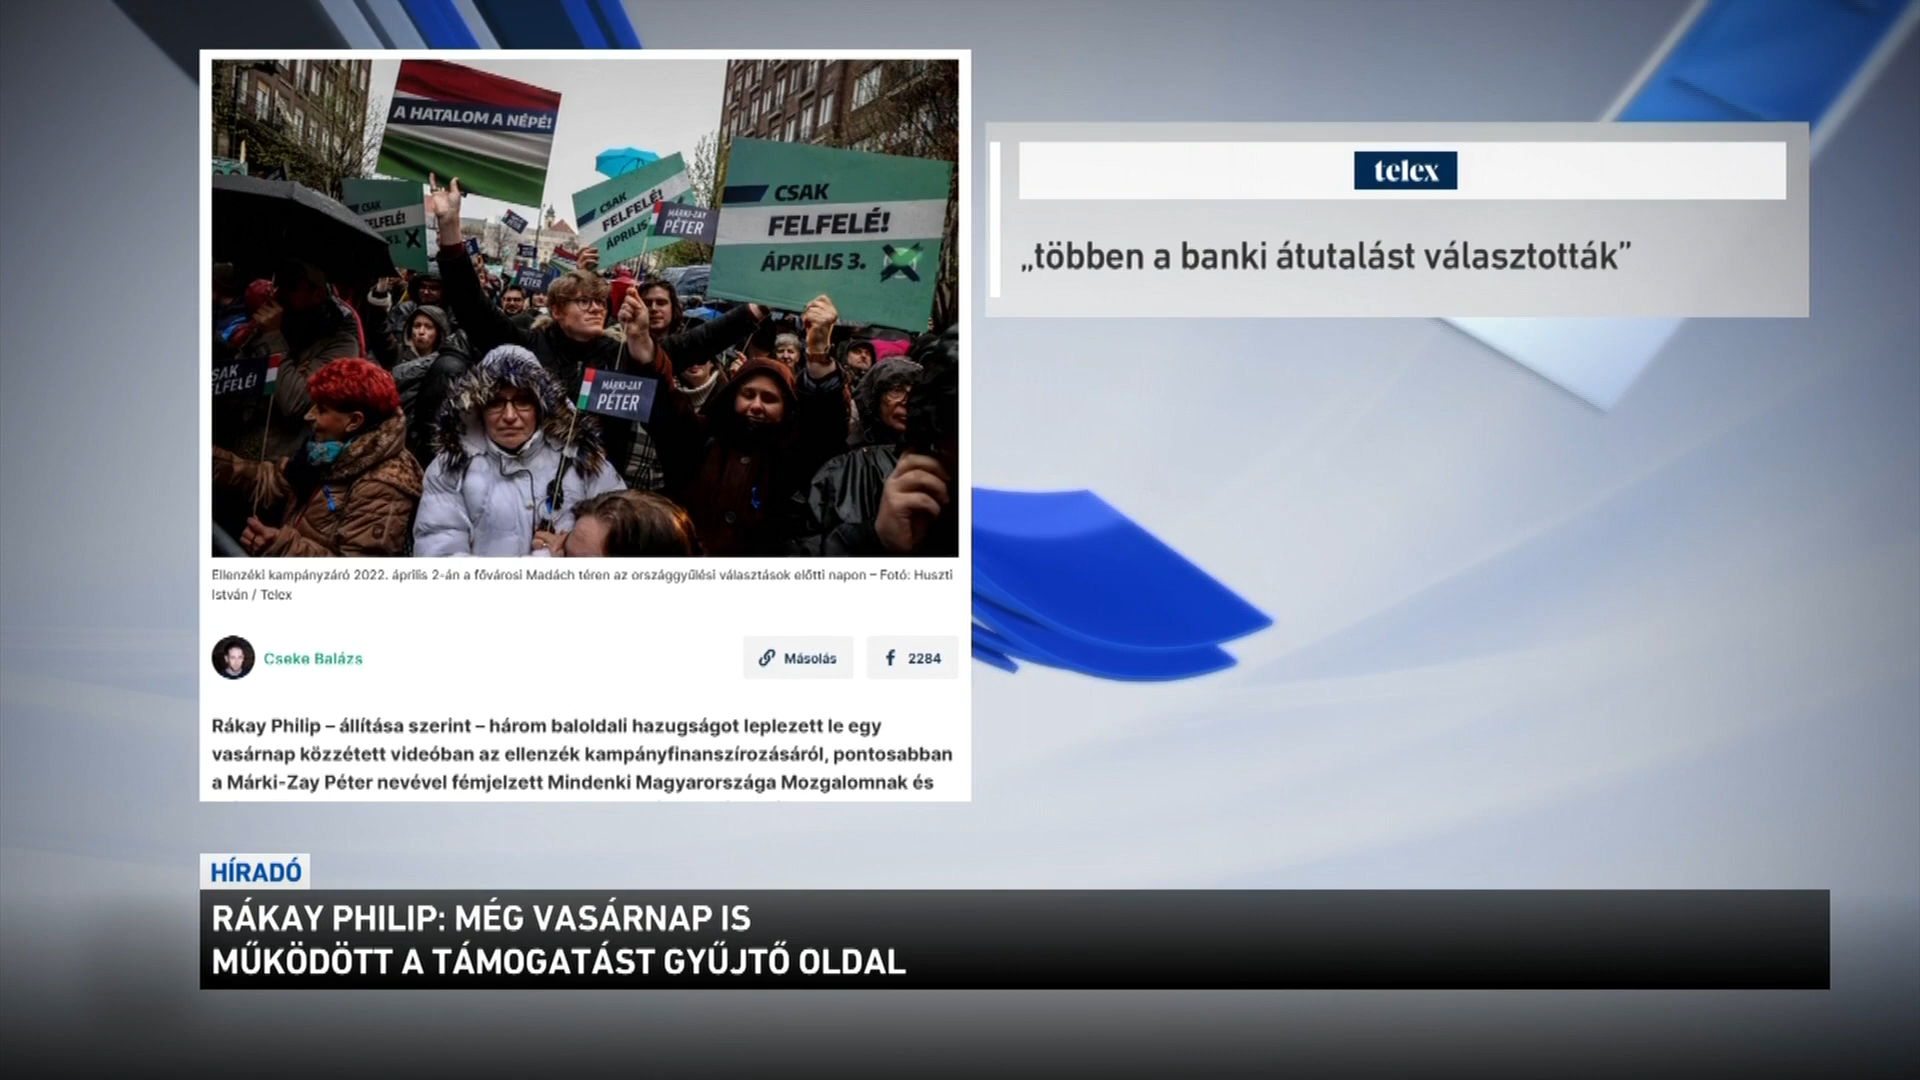 A HATALOM A NÉPÉ!
CSAK
FELFELÉ!
ÁPRILIS
MÁRKI-ZAY
PÉTER
CSAK
FELFELÉ!
ÁPRILIS 3.
CSAK
PÉTER
MÁRKI-ZAY
PÉTER
telex
„többen a banki átutalást választották”
Ellenzéki kampányzáró 2022. április 2-án a fővárosi Madách téren az országgyűlési választások előtti napon – Fotó: Huszti
István / Telex
Cseke Balázs
Másolás
2284
Rákay Philip – állítása szerint – három baloldali hazugságot leplezett le egy
vasárnap közzétett videóban az ellenzék kampányfinanszírozásáról, pontosabban
a Márki-Zay Péter nevével fémjelzett Mindenki Magyarországa Mozgalomnak és
HÍRADÓ
RÁKAY PHILIP: MÉG VASÁRNAP IS
MŰKÖDÖTT A TÁMOGATÁST GYŰJTŐ OLDAL